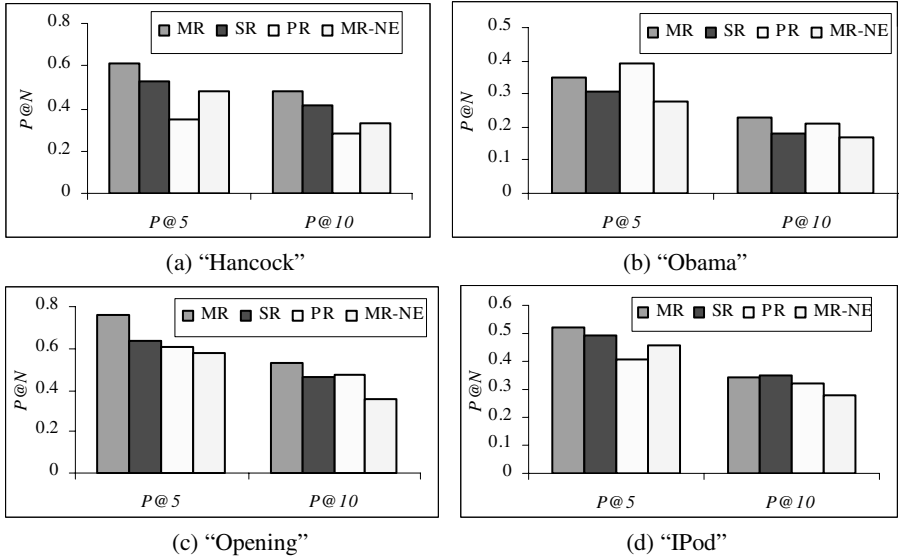 0.8
0.6
0.4
0.2
0
P@N
MR SR PR MR-NE
P@5 P@10
(a) “Hancock”
0.5
0.4
0.3
0.2
0.1
0
P@N
MR SR PR MR-NE
P@5 P@10
(b) “Obama”
0.8
0.6
0.4
0.2
0
P@N
MR SR PR MR-NE
P@5 P@10
(c) “Opening”
0.6
0.5
0.4
0.3
0.2
0.1
0
P@N
MR SR PR MR-NE
P@5 P@10
(d) “IPod”